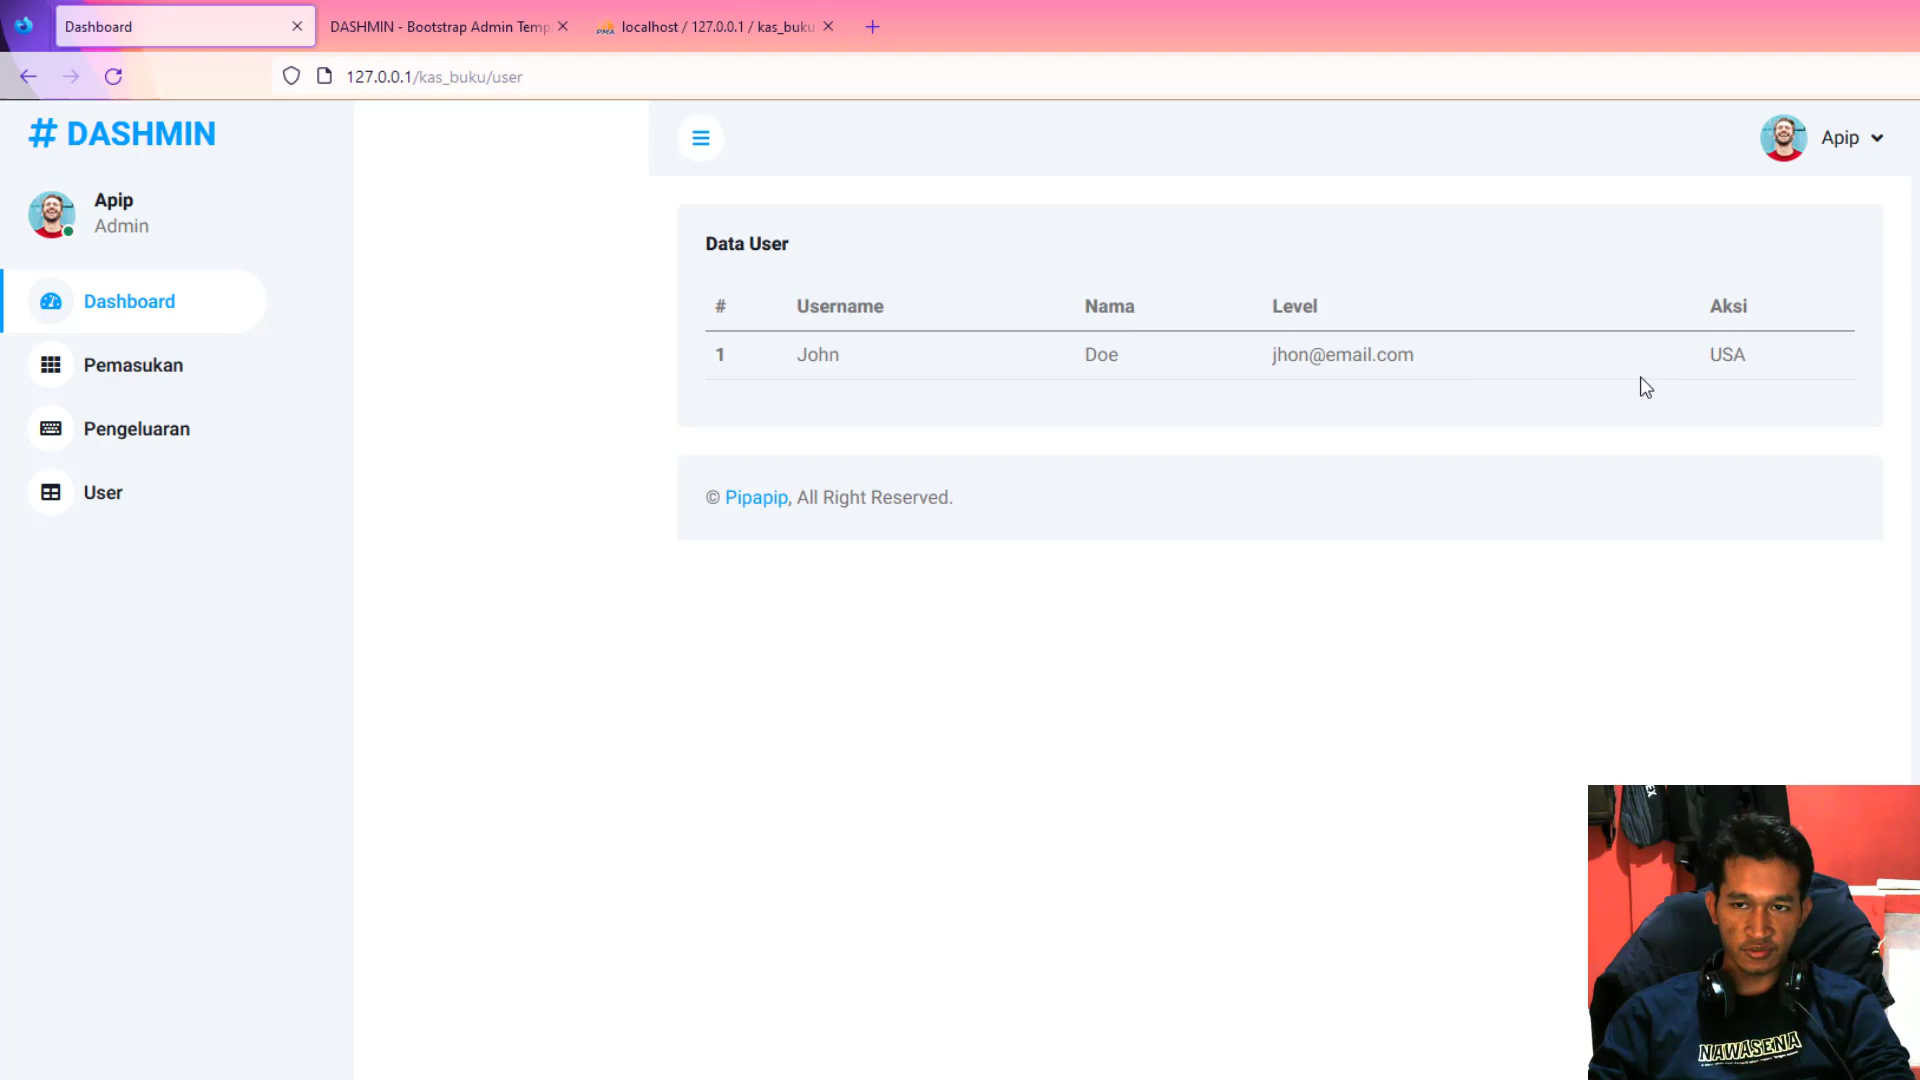 Dashboard
DASHMIN - Bootstrap Admin Temp
PMA
localhost / 127.0.0.1 / kas_buku
127.0.0.1/kas_buku/user
# DASHMIN
Apip
Admin
Dashboard
Pemasukan
Pengeluaran
User
Apip
Data User
# Username Nama Level Aksi
1 John Doe jhon@email.com USA
© Pipapip, All Right Reserved.
NAWASENA